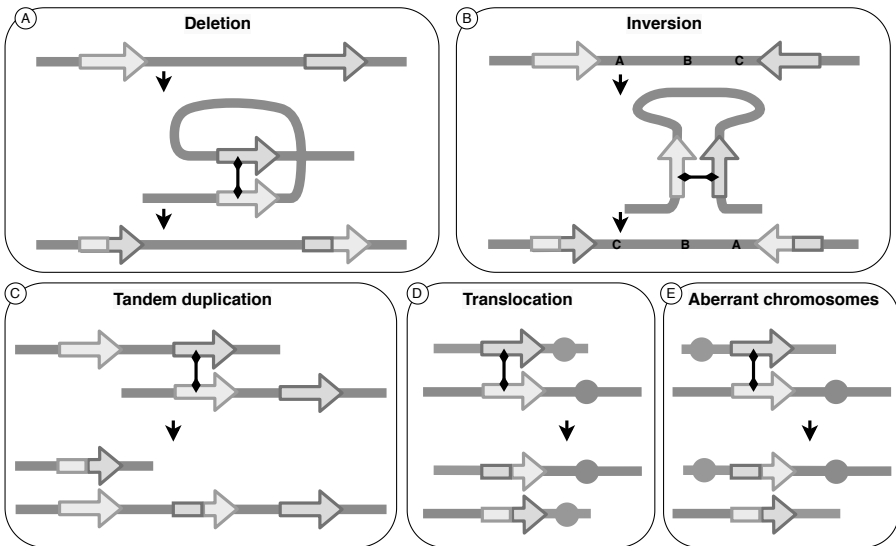 A
Deletion
B
Inversion
A B C
C B A
C
Tandem duplication
D
Translocation
E
Aberrant chromosomes